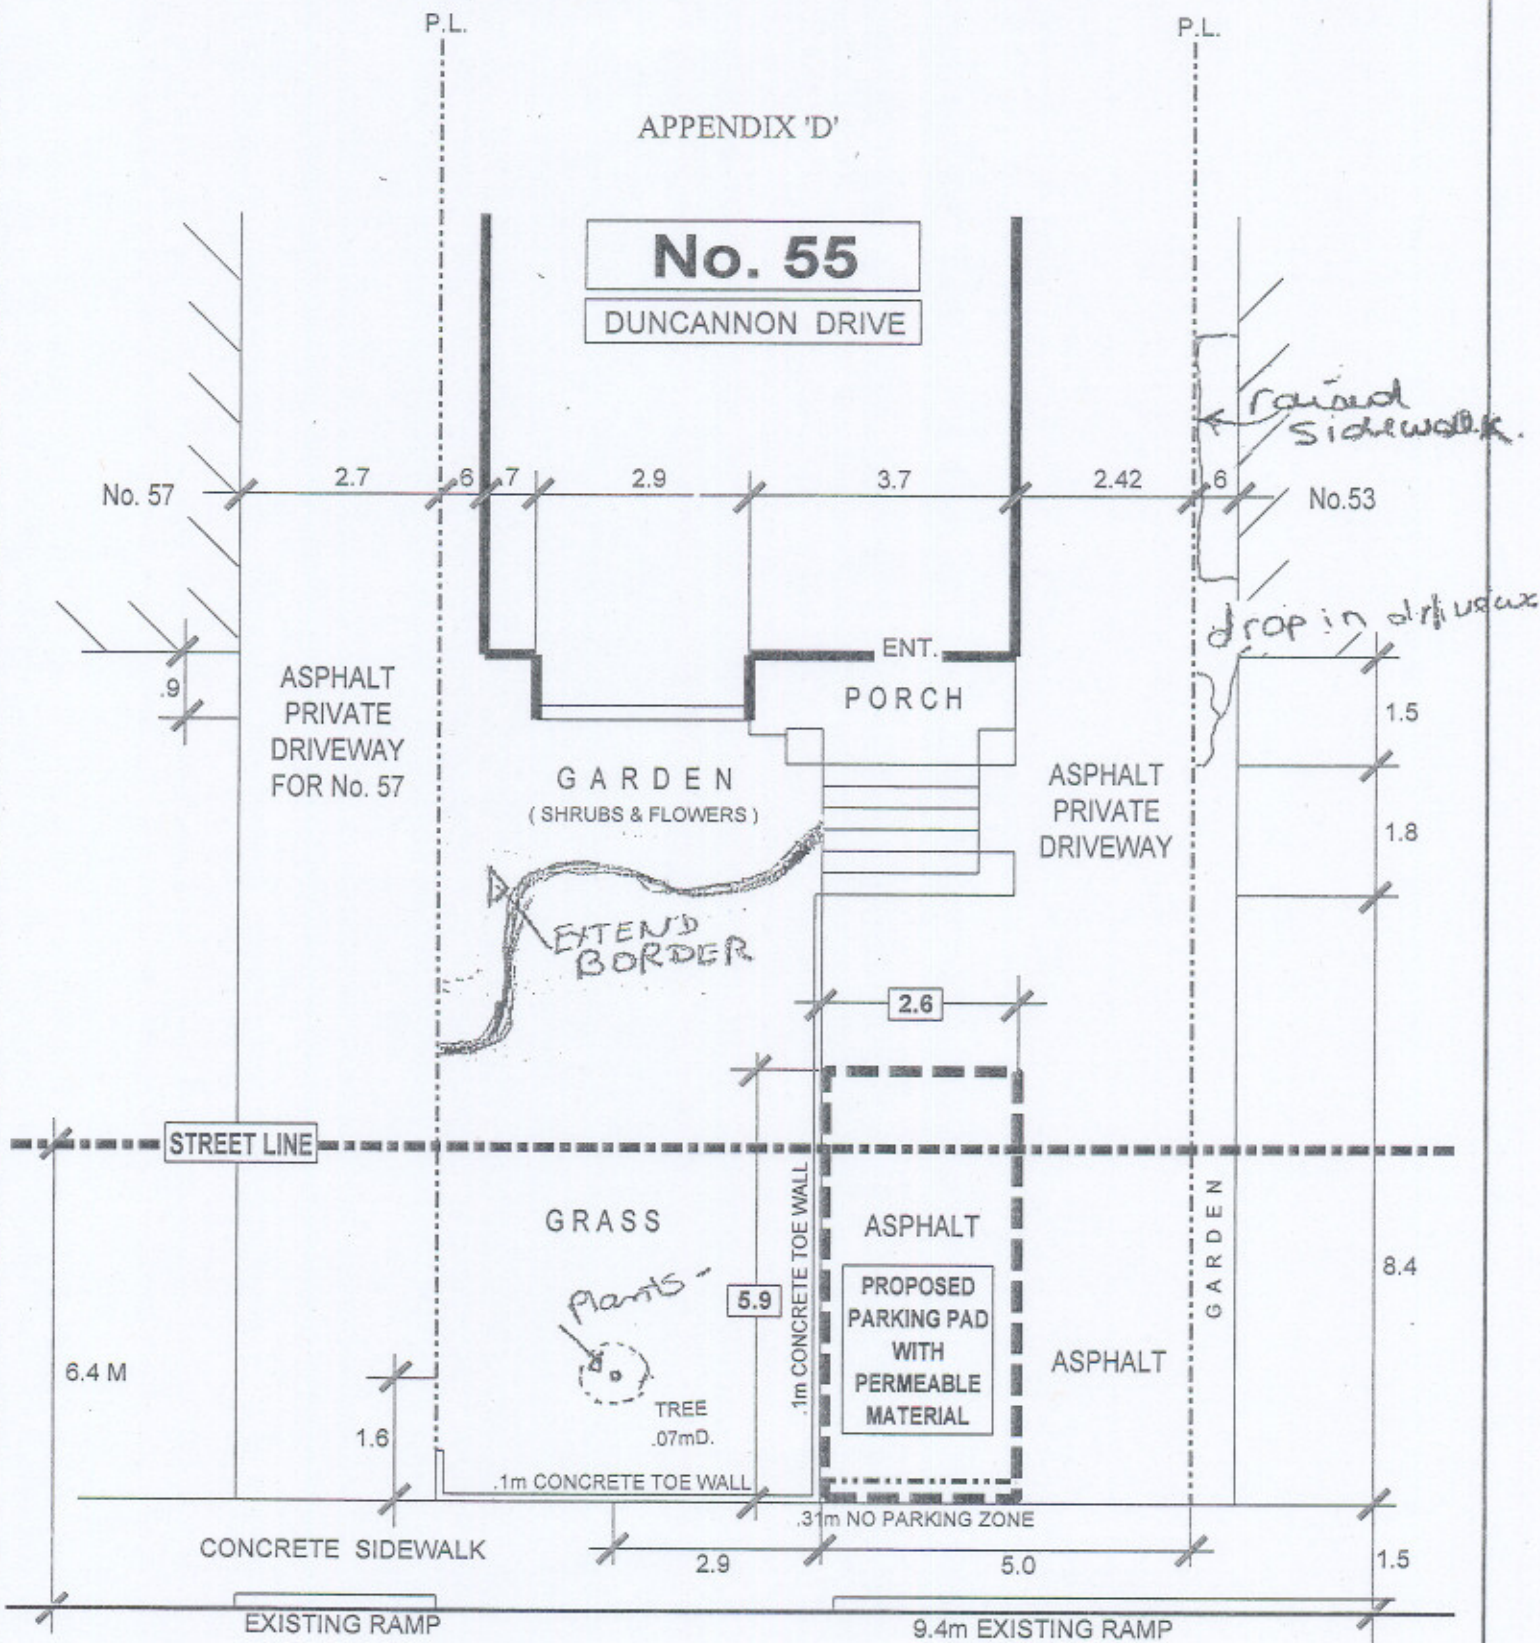 P.L.
P.L.
APPENDIX 'D'
No. 55
DUNCANNON DRIVE
raised
sidewalk.
No. 57
2.7
6
7
2.9
3.7
2.42
6
No.53
drop in
ENT.
PORCH
.9
ASPHALT
PRIVATE
DRIVEWAY
FOR No. 57
1.5
GARDEN
( SHRUBS & FLOWERS )
ASPHALT
PRIVATE
DRIVEWAY
1.8
EXTEND
BORDER
2.6
STREET LINE
GRASS
.1m CONCRETE TOE WALL
ASPHALT
GARDEN
plants
5.9
PROPOSED
PARKING PAD
WITH
PERMEABLE
MATERIAL
8.4
6.4 M
ASPHALT
TREE
.07mD.
1.6
.1m CONCRETE TOE WALL
.31m NO PARKING ZONE
CONCRETE SIDEWALK
2.9
5.0
1.5
EXISTING RAMP
9.4m EXISTING RAMP